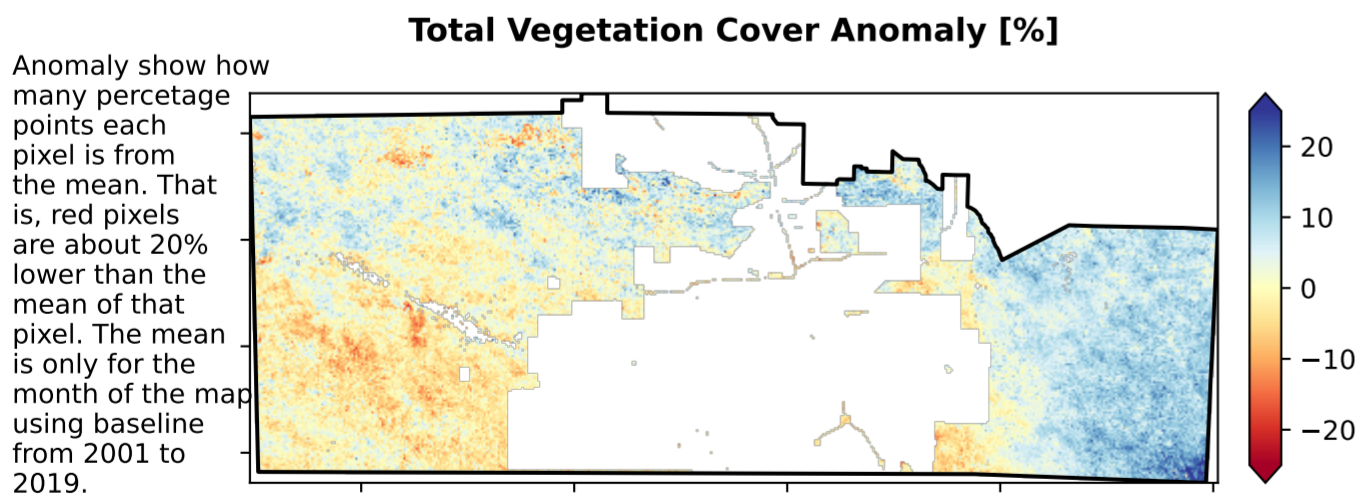 Total Vegetation Cover Anomaly [%]
Anomaly show how
many percetage
points each
pixel is from
the mean. That
is, red pixels
are about 20%
lower than the
mean of that
pixel. The mean
is only for the
month of the map
using baseline
from 2001 to
2019.
20
10
0
−10
−20